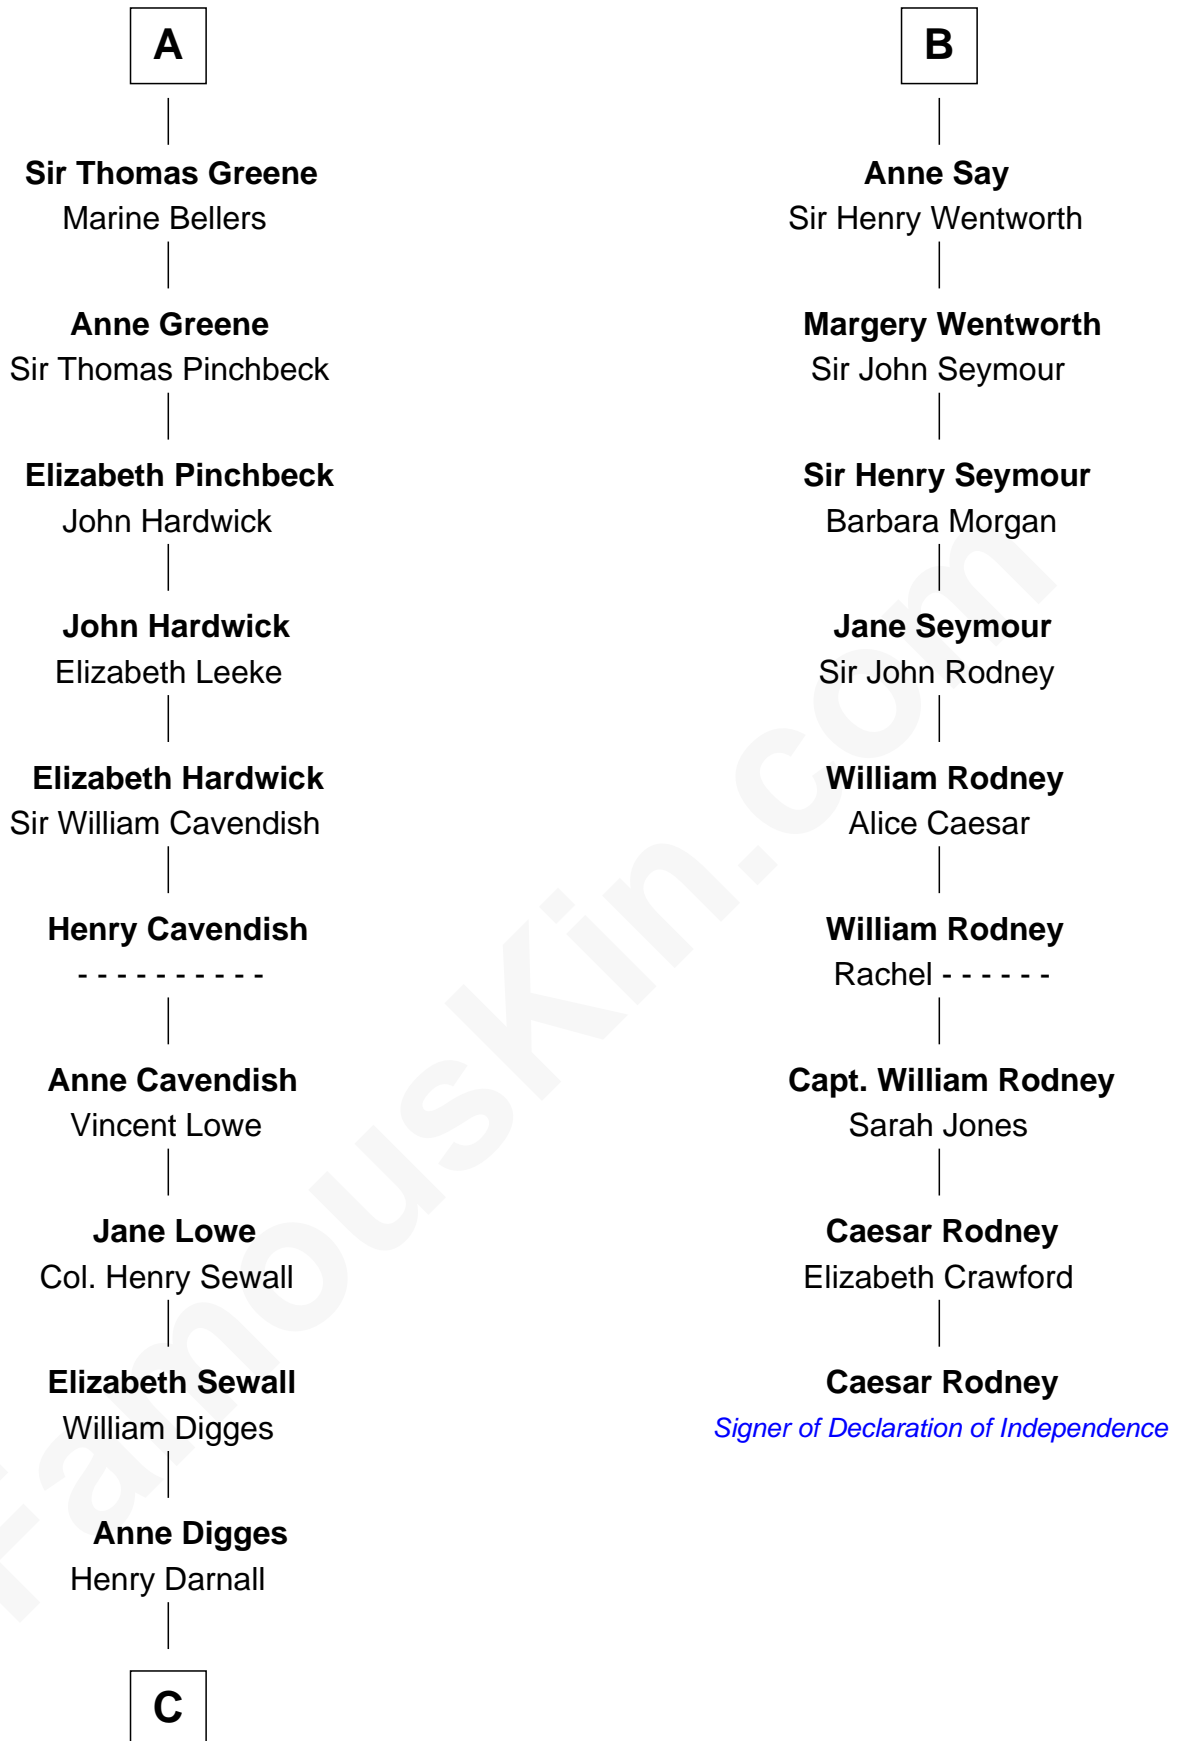 A
Sir Thomas Greene
Marine Bellers
Anne Greene
Sir Thomas Pinchbeck
Elizabeth Pinchbeck
John Hardwick
John Hardwick
Elizabeth Leeke
Elizabeth Hardwick
Sir William Cavendish
Henry Cavendish
- - - - - - - - - -
Anne Cavendish
Vincent Lowe
Jane Lowe
Col. Henry Sewall
Elizabeth Sewall
William Digges
Anne Digges
Henry Darnall
C
B
Anne Say
Sir Henry Wentworth
Margery Wentworth
Sir John Seymour
Sir Henry Seymour
Barbara Morgan
Jane Seymour
Sir John Rodney
William Rodney
Alice Caesar
William Rodney
Rachel - - - - - -
Capt. William Rodney
Sarah Jones
Caesar Rodney
Elizabeth Crawford
Caesar Rodney
Signer of Declaration of Independence
FamousKin.com